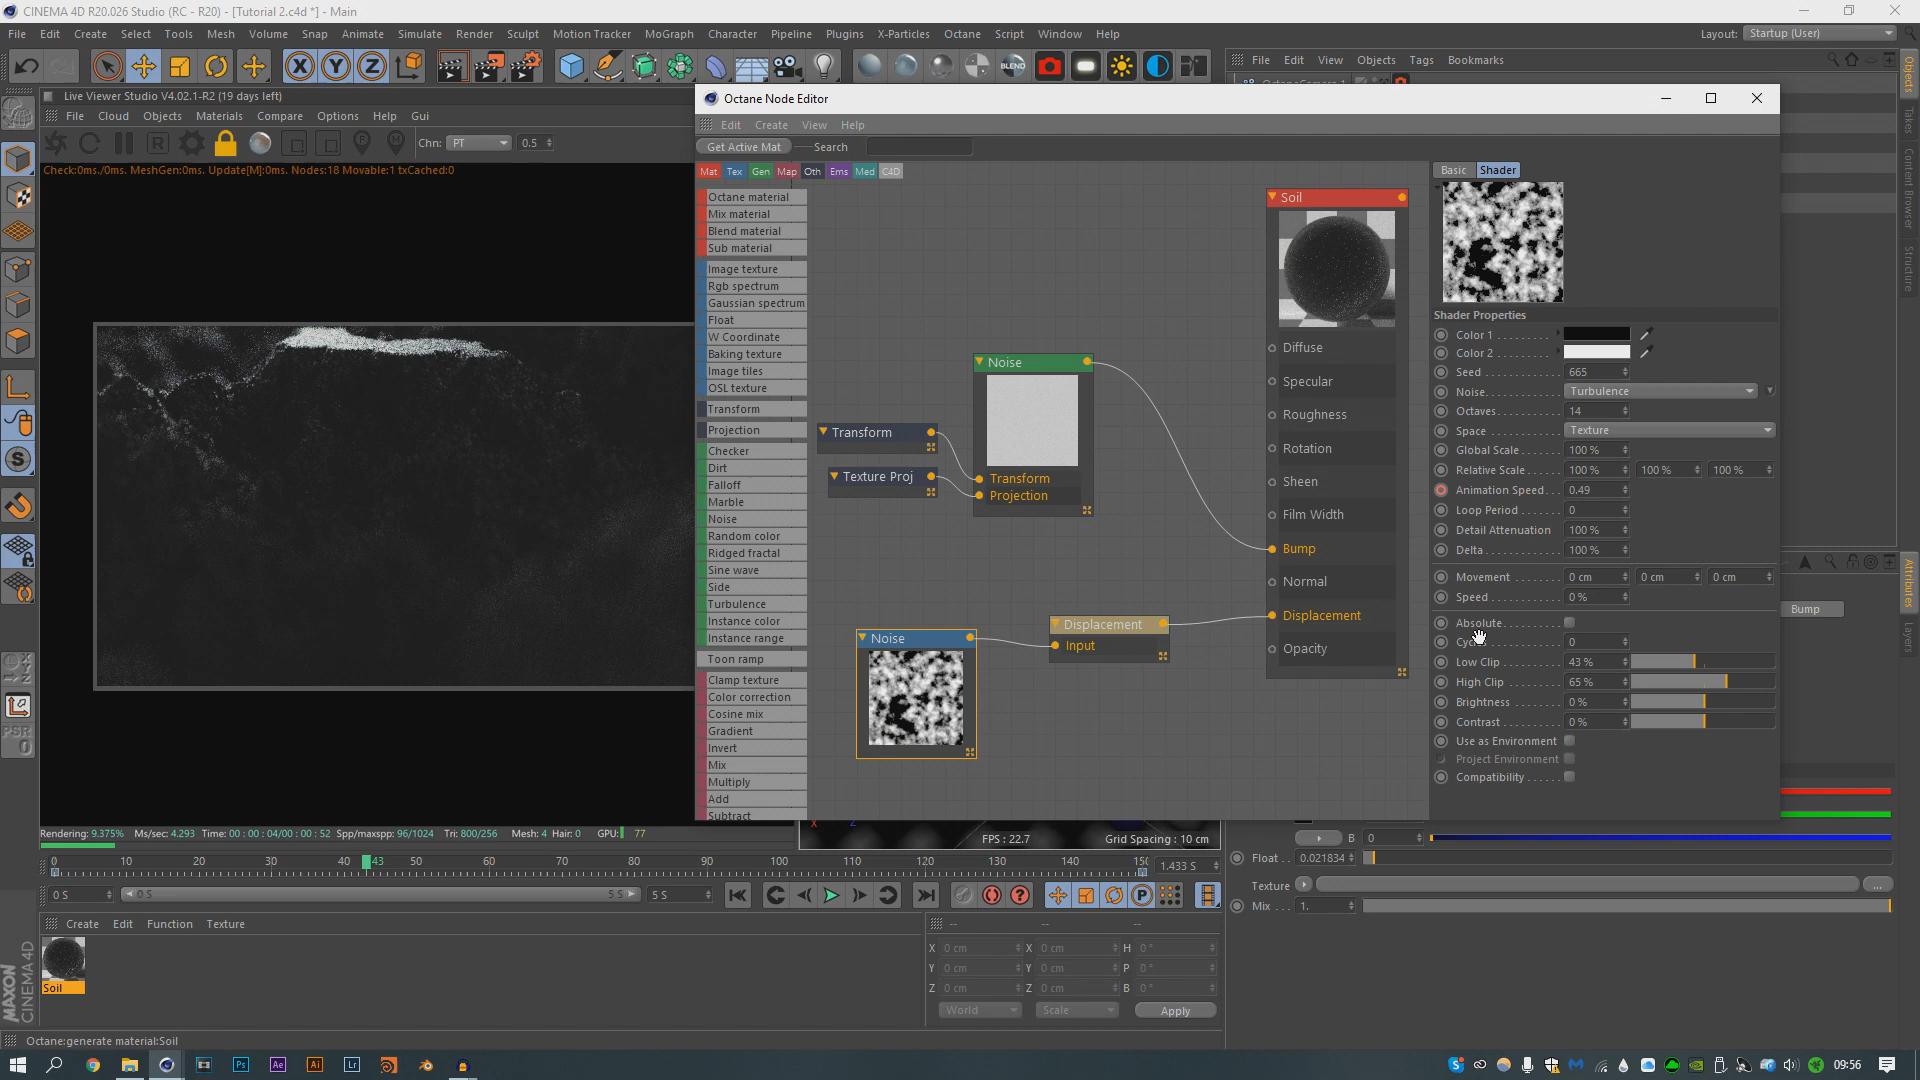 CINEMA 4D R20.026 Studio (RC - R20) - [Tutorial 2.c4d *] - Main
File Edit Create Select Tools Mesh Volume Snap Animate Simulate Render Sculpt Motion Tracker MoGraph Character Pipeline Plugins X-Particles Octane Script Window Help
Layout: Startup (User)
BLEND
File Edit View Objects Tags Bookmarks
Live Viewer Studio V4.02.1-R2 (19 days left)
File Cloud Objects Materials Compare Options Help Gui
Chn: PT 0.5
Check:0ms./0ms. MeshGen:0ms. Update[M]:0ms. Nodes:18 Movable:1 txCached:0
Octane Node Editor
Edit Create View Help
Get Active Mat Search
Mat Tex Gen Map Oth Ems Med C4D
Octane material
Mix material
Blend material
Sub material
Image texture
Rgb spectrum
Gaussian spectrum
Float
W Coordinate
Baking texture
Image tiles
OSL texture
Transform
Projection
Checker
Dirt
Falloff
Marble
Noise
Random color
Ridged fractal
Sine wave
Side
Turbulence
Instance color
Instance range
Toon ramp
Clamp texture
Color correction
Cosine mix
Gradient
Invert
Mix
Multiply
Add
Subtract
Transform
Texture Proj
Noise
Transform
Projection
Noise
Displacement
Input
Soil
Diffuse
Specular
Roughness
Rotation
Sheen
Film Width
Bump
Normal
Displacement
Opacity
Basic Shader
Shader Properties
Color 1
Color 2
Seed 665
Noise Turbulence
Octaves 14
Space Texture
Global Scale 100 %
Relative Scale 100 % 100 % 100 %
Animation Speed 0.49
Loop Period 0
Detail Attenuation 100 %
Delta 100 %
Movement 0 cm 0 cm 0 cm
Speed 0 %
Absolute
Cycles 0
Low Clip 43 %
High Clip 65 %
Brightness 0 %
Contrast 0 %
Use as Environment
Project Environment
Compatibility
Objects
Takes
Content Browser
Structure
Attributes
Layers
Bump
B 0
Float 0.021834
Texture ...
Mix 1.
Rendering: 9.375% Ms/sec: 4.293 Time: 00 : 00 : 04/00 : 00 : 52 Spp/maxspp: 96/1024 Tri: 800/256 Mesh: 4 Hair: 0 GPU: 77
X Z
FPS : 22.7 Grid Spacing : 10 cm
0 10 20 30 40 43 50 60 70 80 90 100 110 120 130 140 150 1.433 S
0 S 0 S 5 S 5 S
Create Edit Function Texture
Soil
-- -- --
X 0 cm X 0 cm H 0 °
Y 0 cm Y 0 cm P 0 °
Z 0 cm Z 0 cm B 0 °
World Scale Apply
PSR
0
MAXON
CINEMA 4D
Octane:generate material:Soil
Ps Ae Ai Lr
09:56